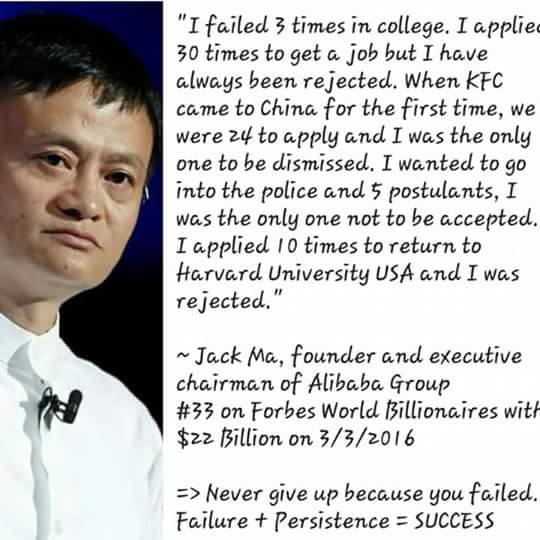 "I failed 3 times in college. I applied
30 times to get a job but I have
always been rejected. When KFC
came to China for the first time, we
were 24 to apply and I was the only
one to be dismissed. I wanted to go
into the police and 5 postulants, I
was the only one not to be accepted.
I applied 10 times to return to
Harvard University USA and I was
rejected."
~ Jack Ma, founder and executive
chairman of Alibaba Group
#33 on Forbes World Billionaires with
$22 Billion on 3/3/2016
=> Never give up because you failed.
Failure + Persistence = SUCCESS